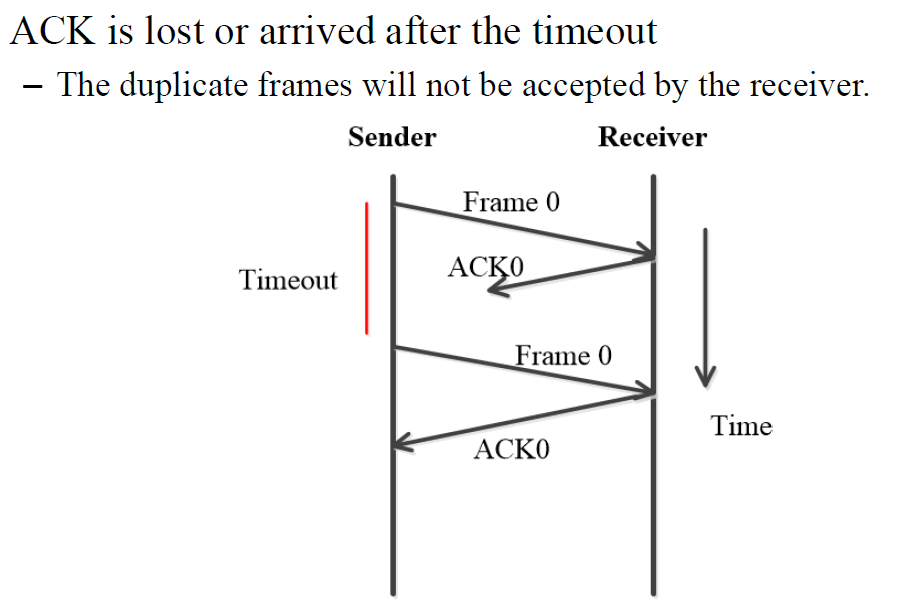 ACK is lost or arrived after the timeout
– The duplicate frames will not be accepted by the receiver.
Sender Receiver
Frame 0
ACK0
Timeout
Frame 0
Time
ACK0